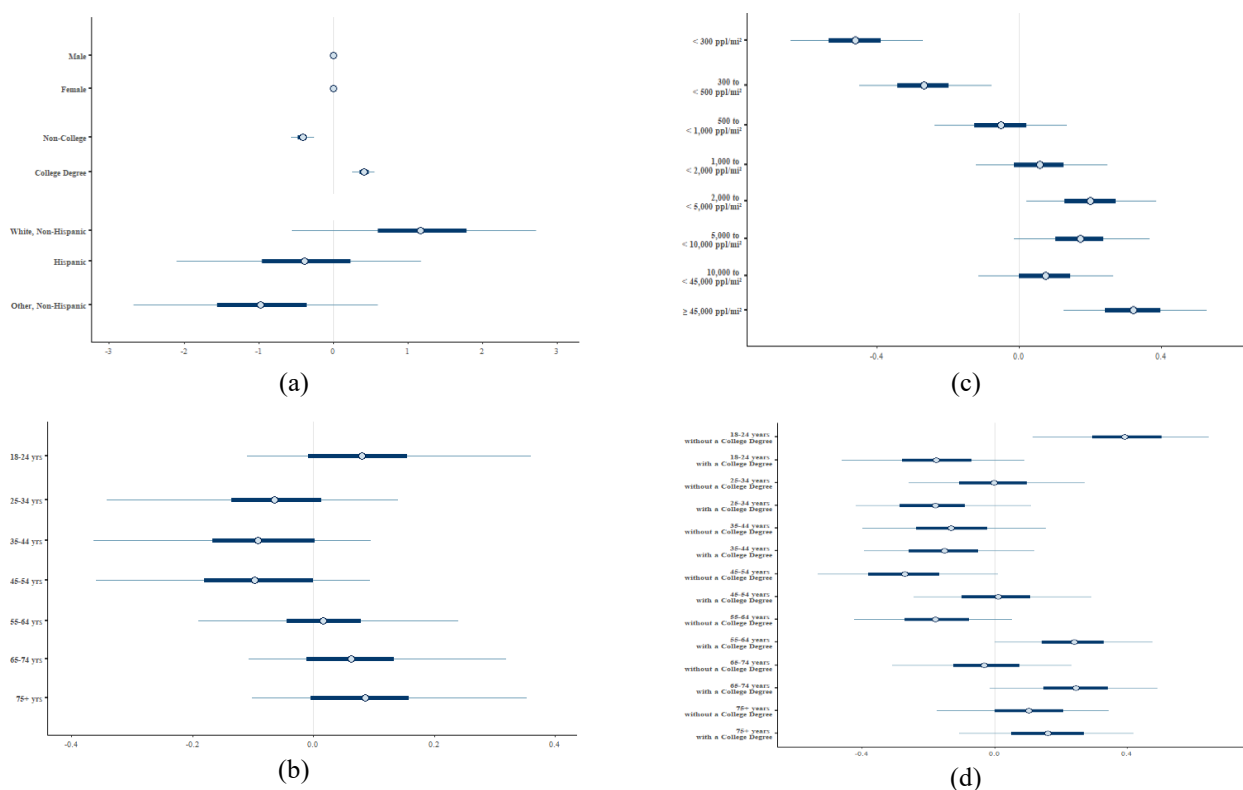 Male
Female
Non-College
College Degree
White, Non-Hispanic
Hispanic
Other, Non-Hispanic
-3
-2
-1
0
1
2
3
(a)
< 300 ppl/mi²
300 to
< 500 ppl/mi²
500 to
< 1,000 ppl/mi²
1,000 to
< 2,000 ppl/mi²
2,000 to
< 5,000 ppl/mi²
5,000 to
< 10,000 ppl/mi²
10,000 to
< 45,000 ppl/mi²
≥ 45,000 ppl/mi²
-0.4
0.0
0.4
(c)
18-24 yrs
25-34 yrs
35-44 yrs
45-54 yrs
55-64 yrs
65-74 yrs
75+ yrs
-0.4
-0.2
0.0
0.2
0.4
(b)
18-24 years
without a College Degree
18-24 years
with a College Degree
25-34 years
without a College Degree
25-34 years
with a College Degree
35-44 years
without a College Degree
35-44 years
with a College Degree
45-54 years
without a College Degree
45-54 years
with a College Degree
55-64 years
without a College Degree
55-64 years
with a College Degree
65-74 years
without a College Degree
65-74 years
with a College Degree
75+ years
without a College Degree
75+ years
with a College Degree
-0.4
0.0
0.4
(d)